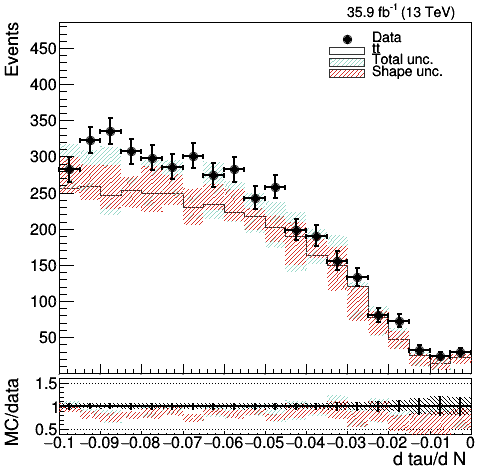 35.9 fb⁻¹ (13 TeV)
Events
Data
tt̄
Total unc.
Shape unc.
450
400
350
300
250
200
150
100
50
MC/data
1.5
1
0.5
−0.1 −0.09 −0.08 −0.07 −0.06 −0.05 −0.04 −0.03 −0.02 −0.01 0
d tau/d N